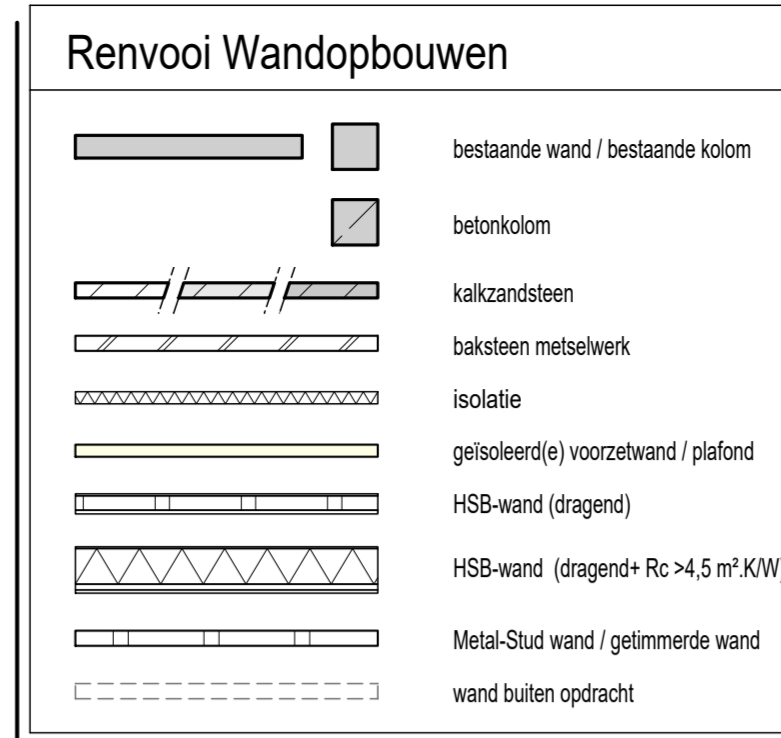 Renvooi Wandopbouwen
bestaande wand / bestaande kolom
betonkolom
kalkzandsteen
baksteen metselwerk
isolatie
geïsoleerd(e) voorzetwand / plafond
HSB-wand (dragend)
HSB-wand (dragend+ Rc >4,5 m².K/W)
Metal-Stud wand / getimmerde wand
wand buiten opdracht